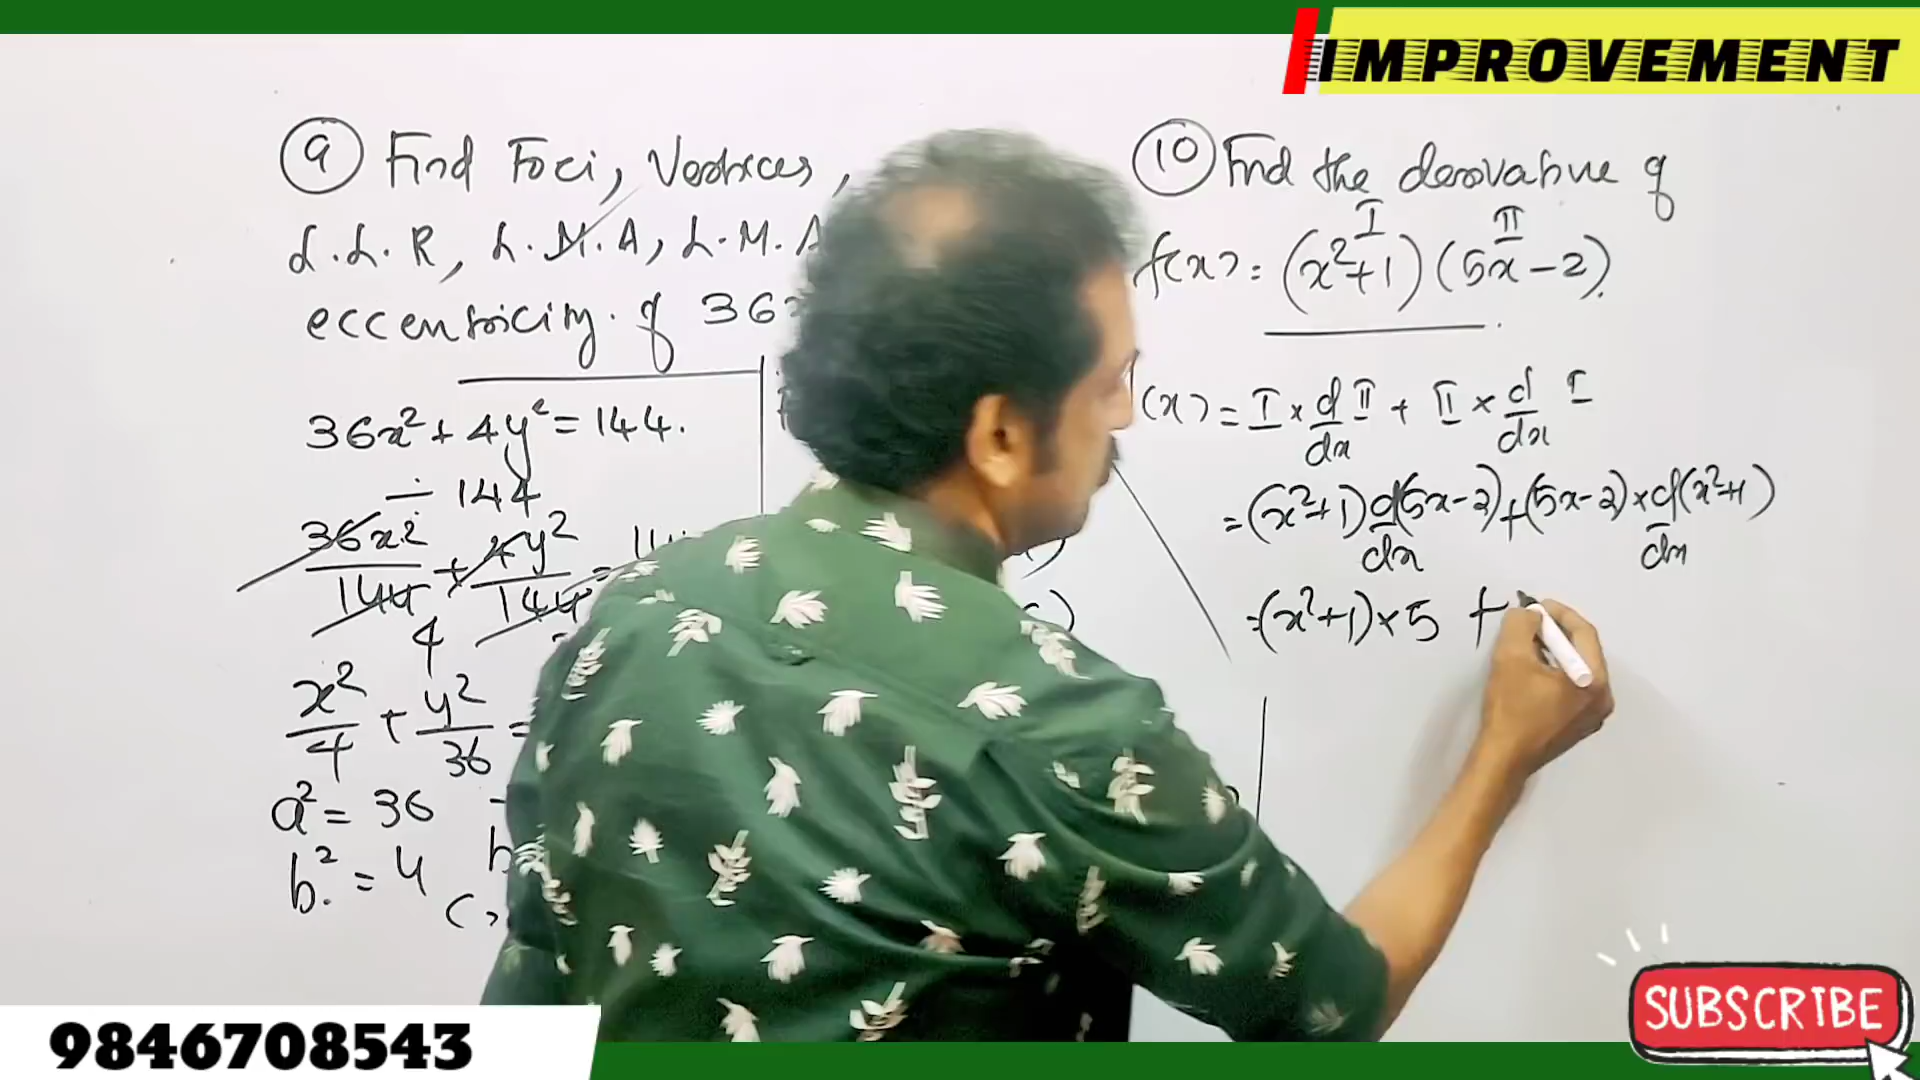 IMPROVEMENT
9 Find Foci, Vertices,
L.L.R, L.M.A, L.M.A
eccentricity of 36
36x² + 4y² = 144.
÷ 144
36x²/144 + 4y²/144 =
4
x²/4 + y²/36 =
a² = 36
b² = 4
10 Find the derivative of
I II
f(x) = (x²+1) (5x-2).
(x) = I × d/dx II + II × d/dx I
= (x²+1) d/dx (5x-2) + (5x-2) × d/dx (x²+1)
= (x²+1) × 5 +
9846708543
SUBSCRIBE